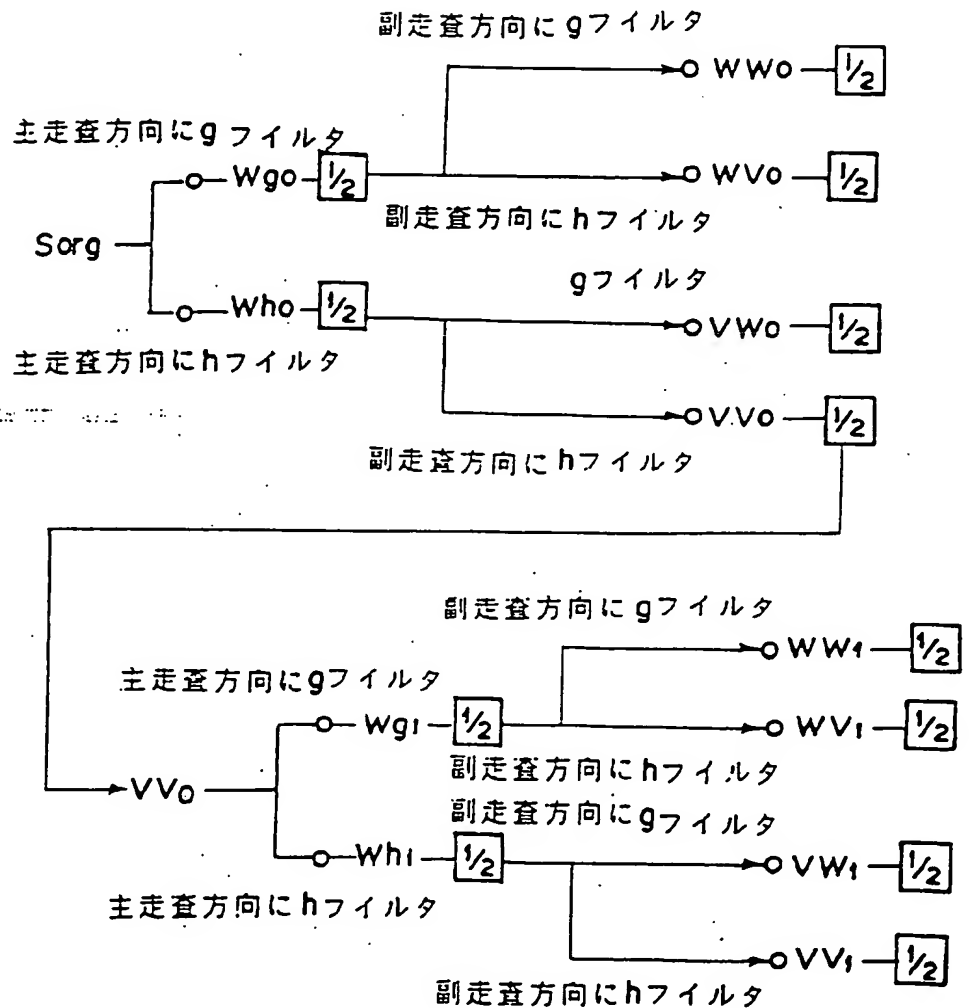 副走査方向にgフイルタ
WW0 1/2
主走査方向にgフイルタ
Wg0 1/2
WV0 1/2
副走査方向にhフイルタ
Sorg
gフイルタ
Wh0 1/2
VW0 1/2
主走査方向にhフイルタ
VV0 1/2
副走査方向にhフイルタ
副走査方向にgフイルタ
WW1 1/2
主走査方向にgフイルタ
Wg1 1/2
WV1 1/2
副走査方向にhフイルタ
VV0
副走査方向にgフイルタ
Wh1 1/2
VW1 1/2
主走査方向にhフイルタ
VV1 1/2
副走査方向にhフイルタ